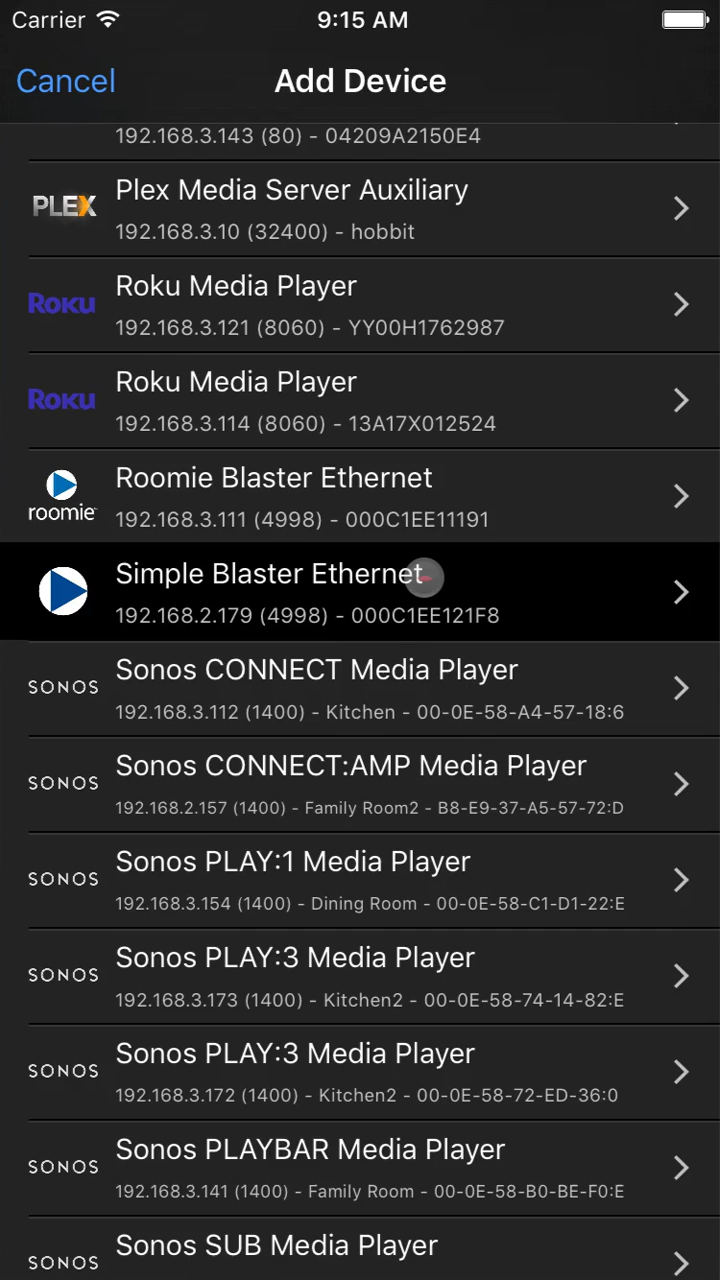 Carrier 9:15 AM
Cancel Add Device
192.168.3.143 (80) - 04209A2150E4
PLEX Plex Media Server Auxiliary
192.168.3.10 (32400) - hobbit
Roku Roku Media Player
192.168.3.121 (8060) - YY00H1762987
Roku Roku Media Player
192.168.3.114 (8060) - 13A17X012524
Roomie Blaster Ethernet
roomie™ 192.168.3.111 (4998) - 000C1EE11191
Simple Blaster Ethernet
192.168.2.179 (4998) - 000C1EE121F8
SONOS Sonos CONNECT Media Player
192.168.3.112 (1400) - Kitchen - 00-0E-58-A4-57-18:6
SONOS Sonos CONNECT:AMP Media Player
192.168.2.157 (1400) - Family Room2 - B8-E9-37-A5-57-72:D
SONOS Sonos PLAY:1 Media Player
192.168.3.154 (1400) - Dining Room - 00-0E-58-C1-D1-22:E
SONOS Sonos PLAY:3 Media Player
192.168.3.173 (1400) - Kitchen2 - 00-0E-58-74-14-82:E
SONOS Sonos PLAY:3 Media Player
192.168.3.172 (1400) - Kitchen2 - 00-0E-58-72-ED-36:0
SONOS Sonos PLAYBAR Media Player
192.168.3.141 (1400) - Family Room - 00-0E-58-B0-BE-F0:E
SONOS Sonos SUB Media Player